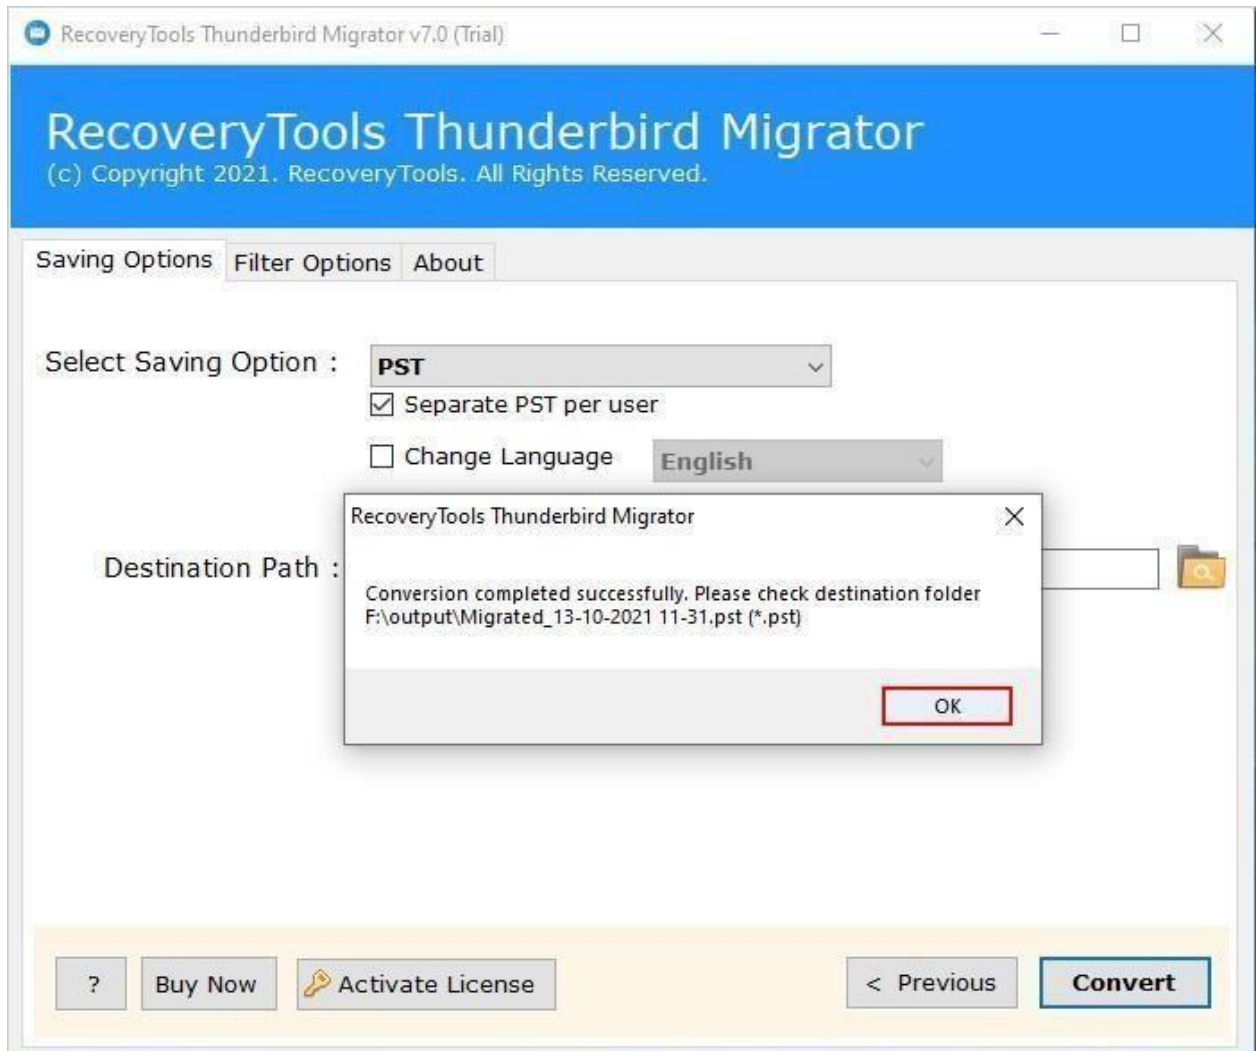 RecoveryTools Thunderbird Migrator v7.0 (Trial)
RecoveryTools Thunderbird Migrator
(c) Copyright 2021. RecoveryTools. All Rights Reserved.
Saving Options Filter Options About
Select Saving Option : PST
Separate PST per user
Change Language English
RecoveryTools Thunderbird Migrator
Destination Path :
Conversion completed successfully. Please check destination folder
F:\output\Migrated_13-10-2021 11-31.pst (*.pst)
OK
? Buy Now Activate License < Previous Convert